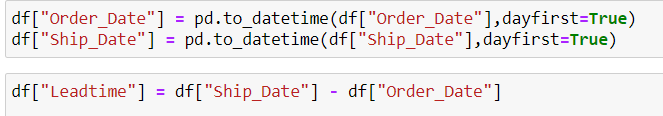 df["Order_Date"] = pd.to_datetime(df["Order_Date"],dayfirst=True)
df["Ship_Date"] = pd.to_datetime(df["Ship_Date"],dayfirst=True)
df["Leadtime"] = df["Ship_Date"] - df["Order_Date"]